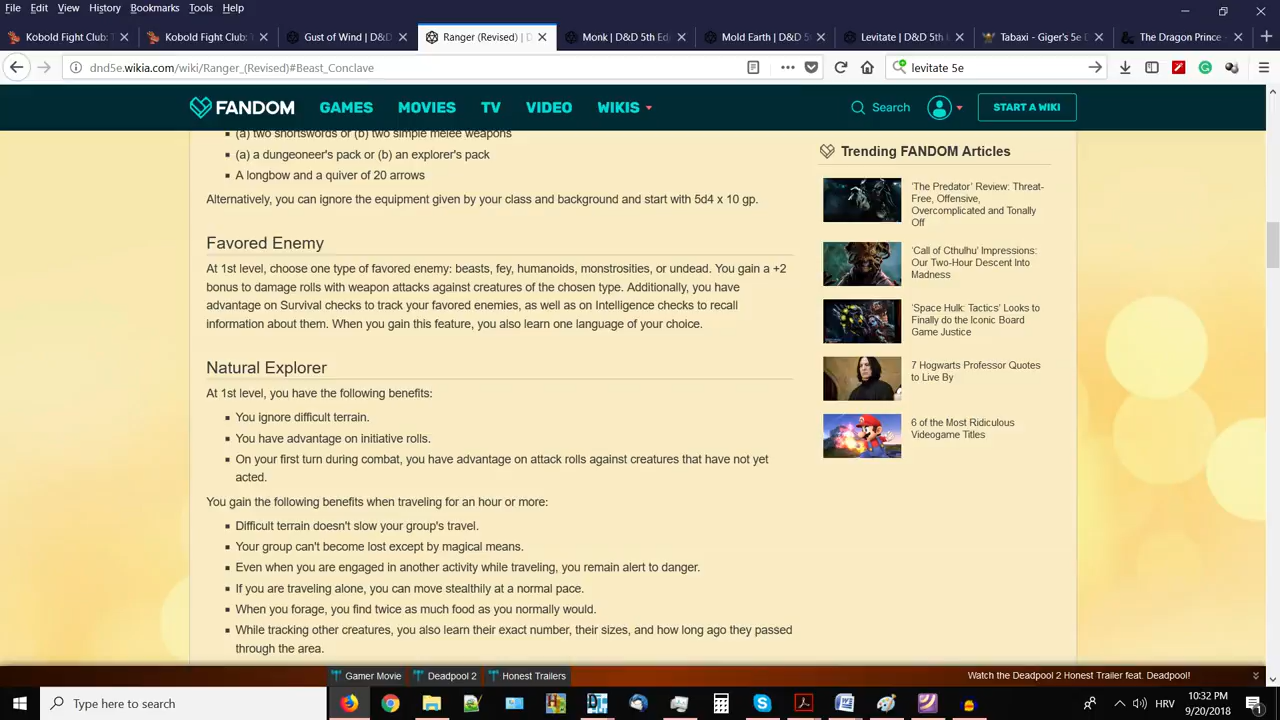 File Edit View History Bookmarks Tools Help
Kobold Fight Club: Kobold Fight Club: Gust of Wind | D&D Ranger (Revised) | D Monk | D&D 5th Ed Mold Earth | D&D 5 Levitate | D&D 5th Tabaxi - Giger's 5e D The Dragon Prince
dnd5e.wikia.com/wiki/Ranger_(Revised)#Beast_Conclave levitate 5e
FANDOM GAMES MOVIES TV VIDEO WIKIS Search START A WIKI
(a) two shortswords or (b) two simple melee weapons
(a) a dungeoneer's pack or (b) an explorer's pack
A longbow and a quiver of 20 arrows
Alternatively, you can ignore the equipment given by your class and background and start with 5d4 x 10 gp.
Favored Enemy
At 1st level, choose one type of favored enemy: beasts, fey, humanoids, monstrosities, or undead. You gain a +2
bonus to damage rolls with weapon attacks against creatures of the chosen type. Additionally, you have
advantage on Survival checks to track your favored enemies, as well as on Intelligence checks to recall
information about them. When you gain this feature, you also learn one language of your choice.
Natural Explorer
At 1st level, you have the following benefits:
You ignore difficult terrain.
You have advantage on initiative rolls.
On your first turn during combat, you have advantage on attack rolls against creatures that have not yet
acted.
You gain the following benefits when traveling for an hour or more:
Difficult terrain doesn't slow your group's travel.
Your group can't become lost except by magical means.
Even when you are engaged in another activity while traveling, you remain alert to danger.
If you are traveling alone, you can move stealthily at a normal pace.
When you forage, you find twice as much food as you normally would.
While tracking other creatures, you also learn their exact number, their sizes, and how long ago they passed
through the area.
Trending FANDOM Articles
'The Predator' Review: Threat-
Free, Offensive,
Overcomplicated and Tonally
Off
'Call of Cthulhu' Impressions:
Our Two-Hour Descent Into
Madness
'Space Hulk: Tactics' Looks to
Finally do the Iconic Board
Game Justice
7 Hogwarts Professor Quotes
to Live By
6 of the Most Ridiculous
Videogame Titles
Gamer Movie Deadpool 2 Honest Trailers Watch the Deadpool 2 Honest Trailer feat. Deadpool!
Type here to search HRV 10:32 PM
9/20/2018